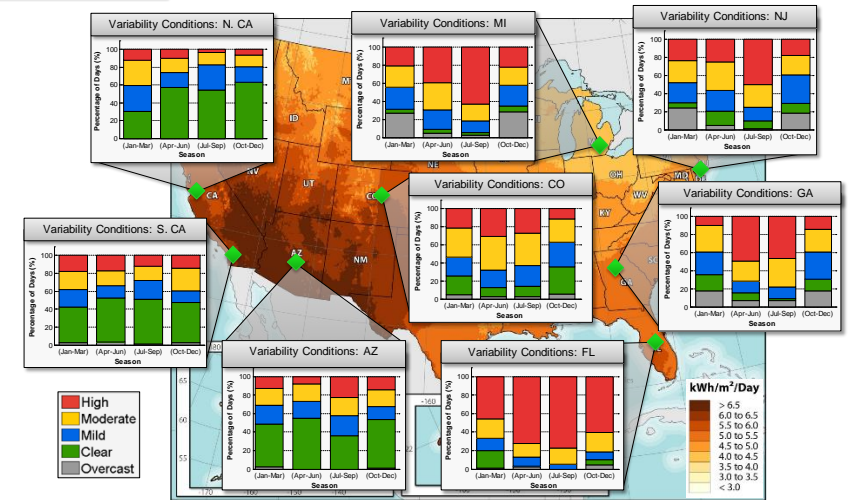 Variability Conditions: N. CA
Percentage of Days (%)
100
80
60
40
20
0
(Jan-Mar) (Apr-Jun) (Jul-Sep) (Oct-Dec)
Season
Variability Conditions: MI
Percentage of Days (%)
100
80
60
40
20
0
(Jan-Mar) (Apr-Jun) (Jul-Sep) (Oct-Dec)
Season
Variability Conditions: NJ
Percentage of Days (%)
100
80
60
40
20
0
(Jan-Mar) (Apr-Jun) (Jul-Sep) (Oct-Dec)
Season
ID
NV
UT
CA
NE
OH
WV
MD
KY
AZ
NM
GA
Variability Conditions: CO
Percentage of Days (%)
100
80
60
40
20
0
(Jan-Mar) (Apr-Jun) (Jul-Sep) (Oct-Dec)
Season
Variability Conditions: GA
Percentage of Days (%)
100
80
60
40
20
0
(Jan-Mar) (Apr-Jun) (Jul-Sep) (Oct-Dec)
Season
Variability Conditions: S. CA
Percentage of Days (%)
100
80
60
40
20
0
(Jan-Mar) (Apr-Jun) (Jul-Sep) (Oct-Dec)
Season
Variability Conditions: AZ
Percentage of Days (%)
100
80
60
40
20
0
(Jan-Mar) (Apr-Jun) (Jul-Sep) (Oct-Dec)
Season
Variability Conditions: FL
Percentage of Days (%)
100
80
60
40
20
0
(Jan-Mar) (Apr-Jun) (Jul-Sep) (Oct-Dec)
Season
High
Moderate
Mild
Clear
Overcast
65
60
55
-170
-160
-150
-140
-160
22
kWh/m²/Day
> 6.5
6.0 to 6.5
5.5 to 6.0
5.0 to 5.5
4.5 to 5.0
4.0 to 4.5
3.5 to 4.0
3.0 to 3.5
< 3.0